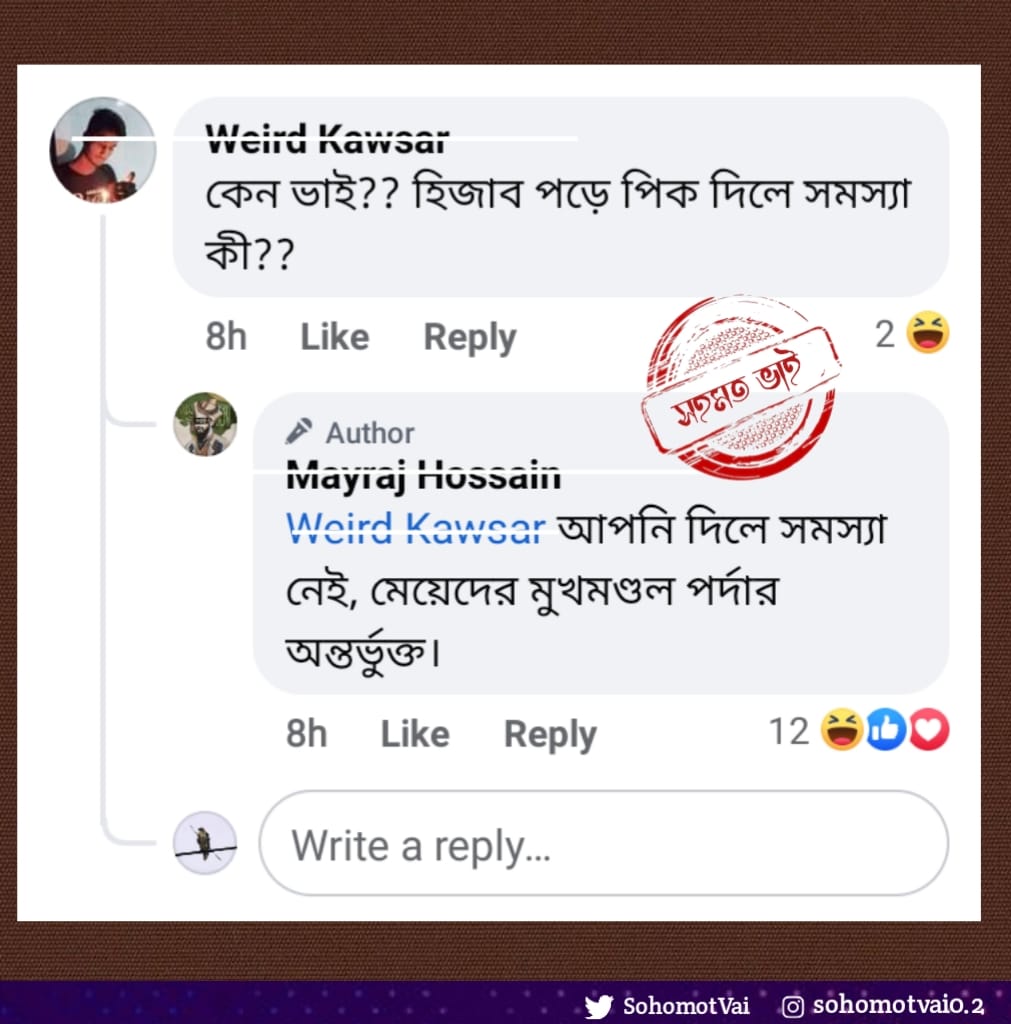 Weird Kawsar
কেন ভাই?? হিজাব পড়ে পিক দিলে সমস্যা
কী??
8h Like Reply 2
সহমত ভাই
Author
Mayraj Hossain
Weird Kawsar আপনি দিলে সমস্যা
নেই, মেয়েদের মুখমণ্ডল পর্দার
অন্তর্ভুক্ত।
8h Like Reply 12
Write a reply...
SohomotVai sohomotvai0.2